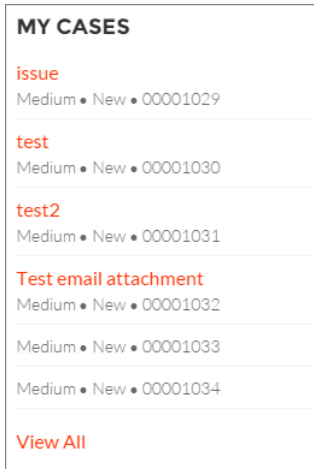 MY CASES
issue
Medium • New • 00001029
test
Medium • New • 00001030
test2
Medium • New • 00001031
Test email attachment
Medium • New • 00001032
Medium • New • 00001033
Medium • New • 00001034
View All